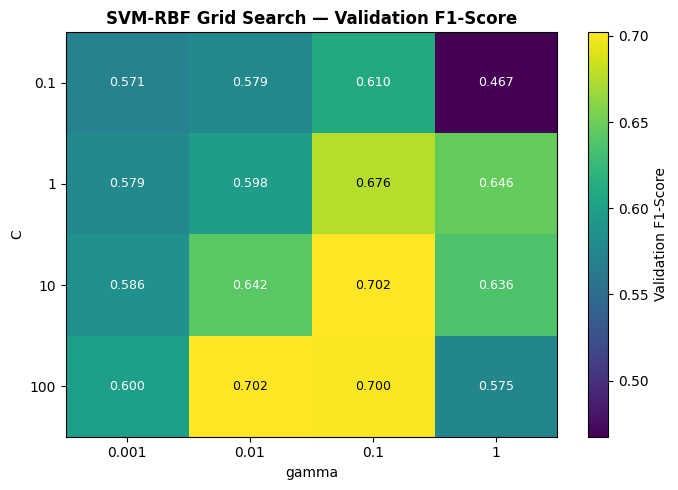 SVM-RBF Grid Search — Validation F1-Score
0.1 0.571 0.579 0.610 0.467
1 0.579 0.598 0.676 0.646
10 0.586 0.642 0.702 0.636
100 0.600 0.702 0.700 0.575
0.001 0.01 0.1 1
gamma
C
0.70
0.65
0.60
0.55
0.50
Validation F1-Score